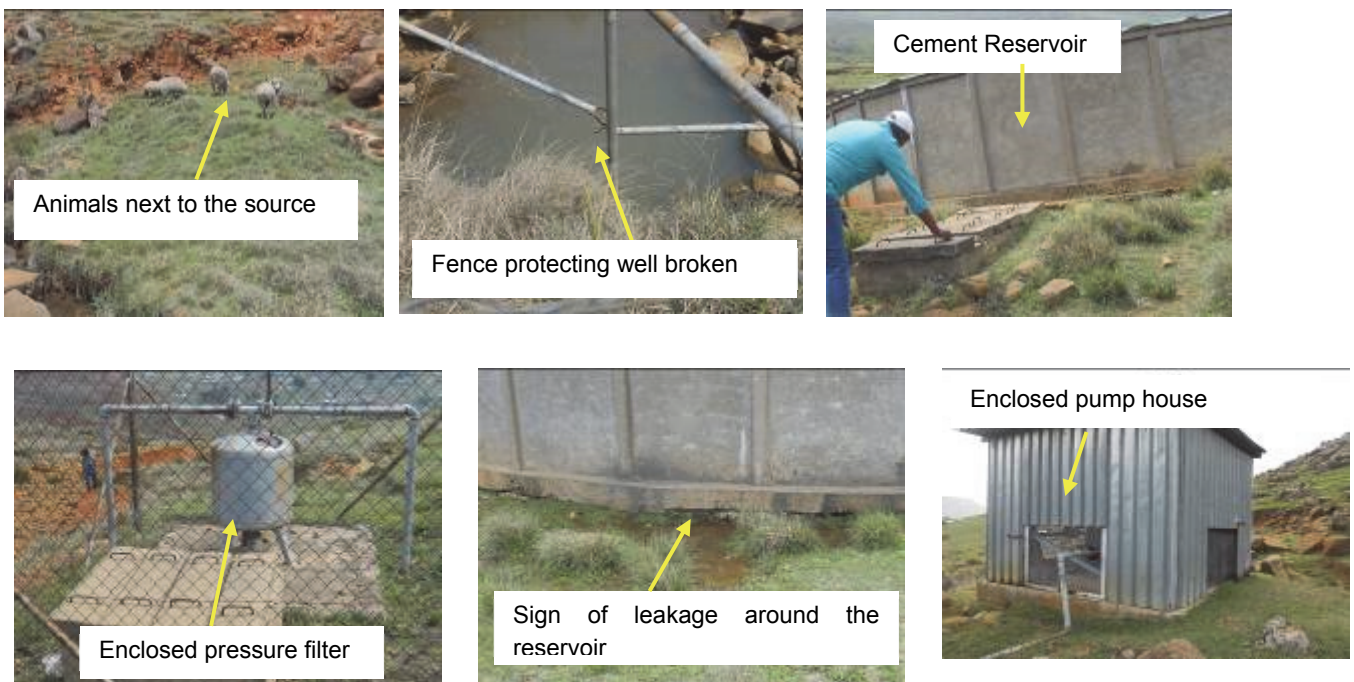 Cement Reservoir
Animals next to the source
Fence protecting well broken
Enclosed pump house
Enclosed pressure filter
Sign of leakage around the
reservoir